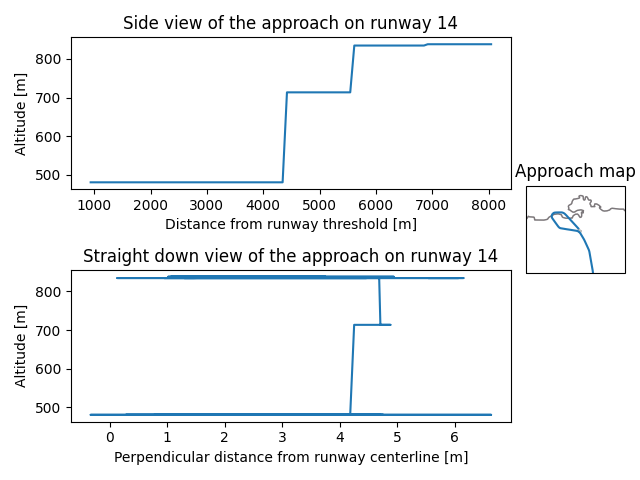 Side view of the approach on runway 14
800
700
600
500
Altitude [m]
1000 2000 3000 4000 5000 6000 7000 8000
Distance from runway threshold [m]
Approach map
Straight down view of the approach on runway 14
800
700
600
500
Altitude [m]
0 1 2 3 4 5 6
Perpendicular distance from runway centerline [m]